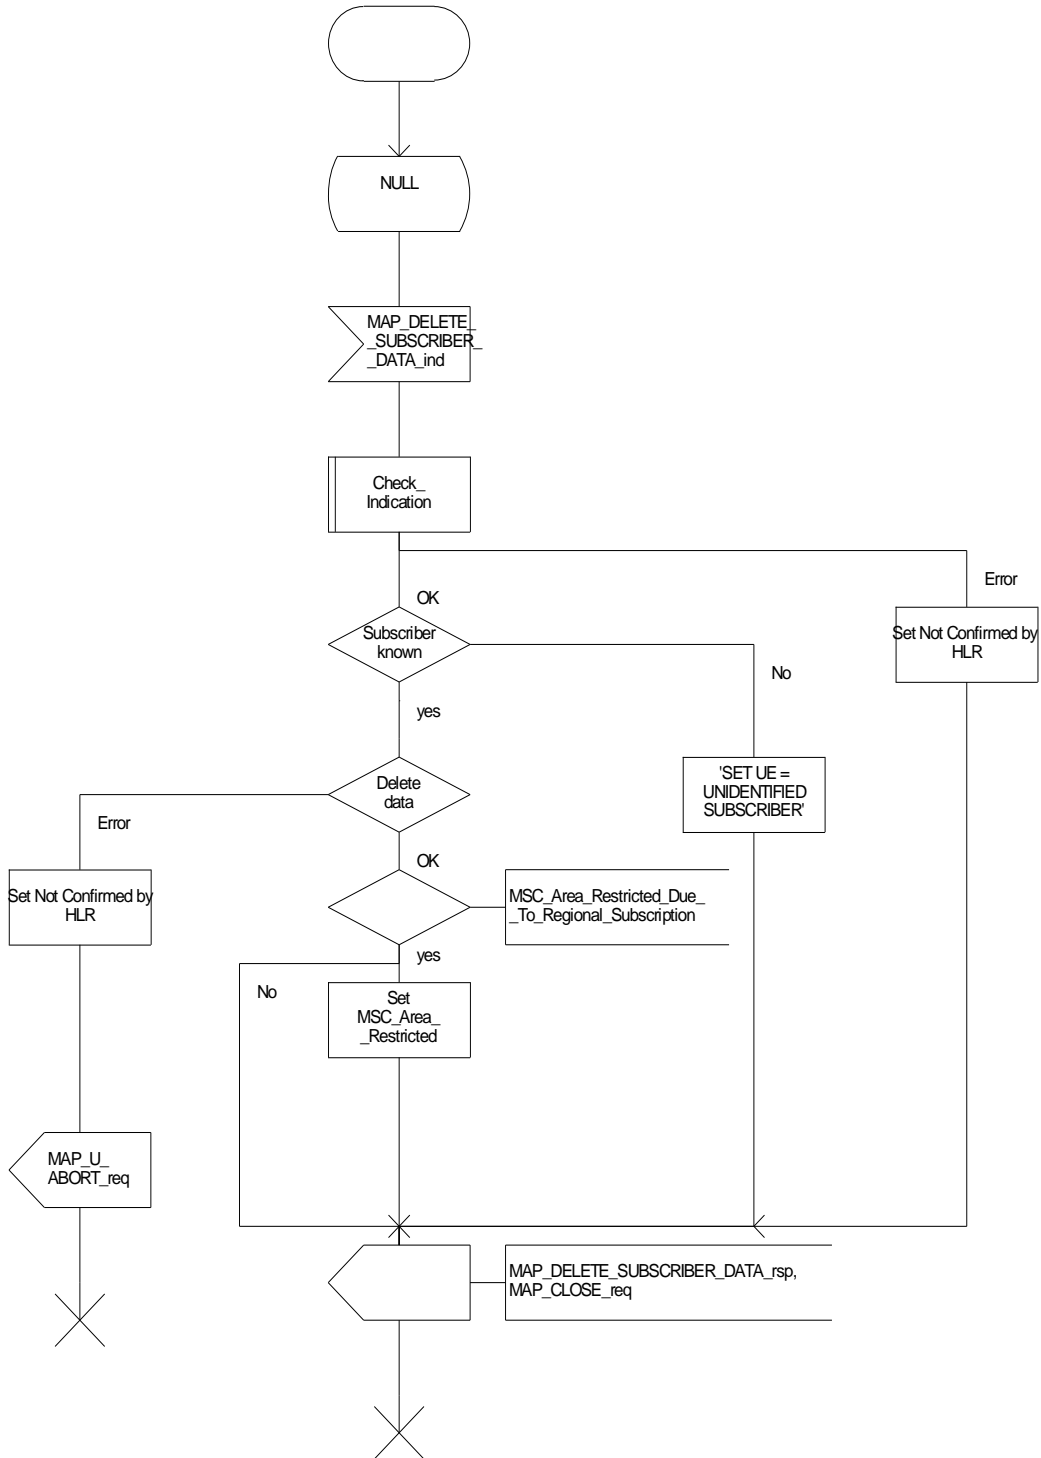 NULL
MAP_DELETE_
_SUBSCRIBER_
_DATA_ind
Check_
Indication
Error
OK
Subscriber
known
Set Not Confirmed by
HLR
No
yes
'SET UE =
UNIDENTIFIED
SUBSCRIBER'
Delete
data
Error
OK
Set Not Confirmed by
HLR
MSC_Area_Restricted_Due_
_To_Regional_Subscription
yes
No
Set
MSC_Area_
_Restricted
MAP_U_
ABORT_req
MAP_DELETE_SUBSCRIBER_DATA_rsp,
MAP_CLOSE_req